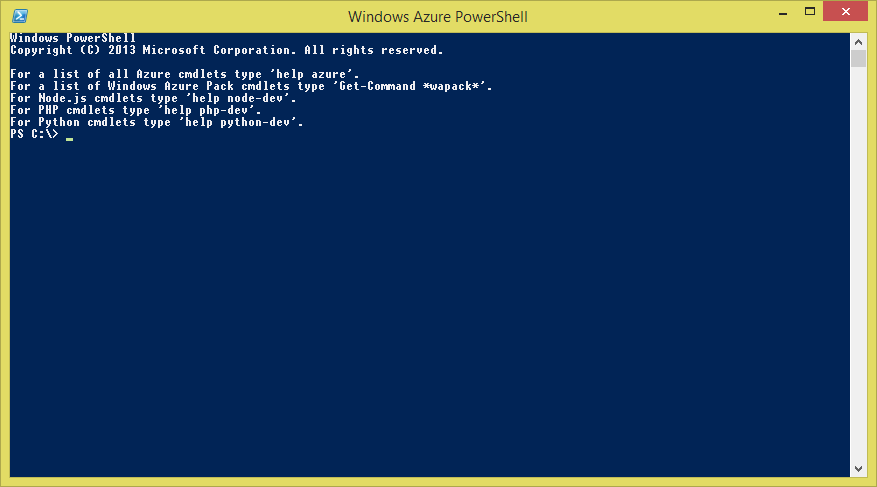 Windows Azure PowerShell
Windows PowerShell
Copyright (C) 2013 Microsoft Corporation. All rights reserved.
For a list of all Azure cmdlets type 'help azure'.
For a list of Windows Azure Pack cmdlets type 'Get-Command *wapack*'.
For Node.js cmdlets type 'help node-dev'.
For PHP cmdlets type 'help php-dev'.
For Python cmdlets type 'help python-dev'.
PS C:\> _